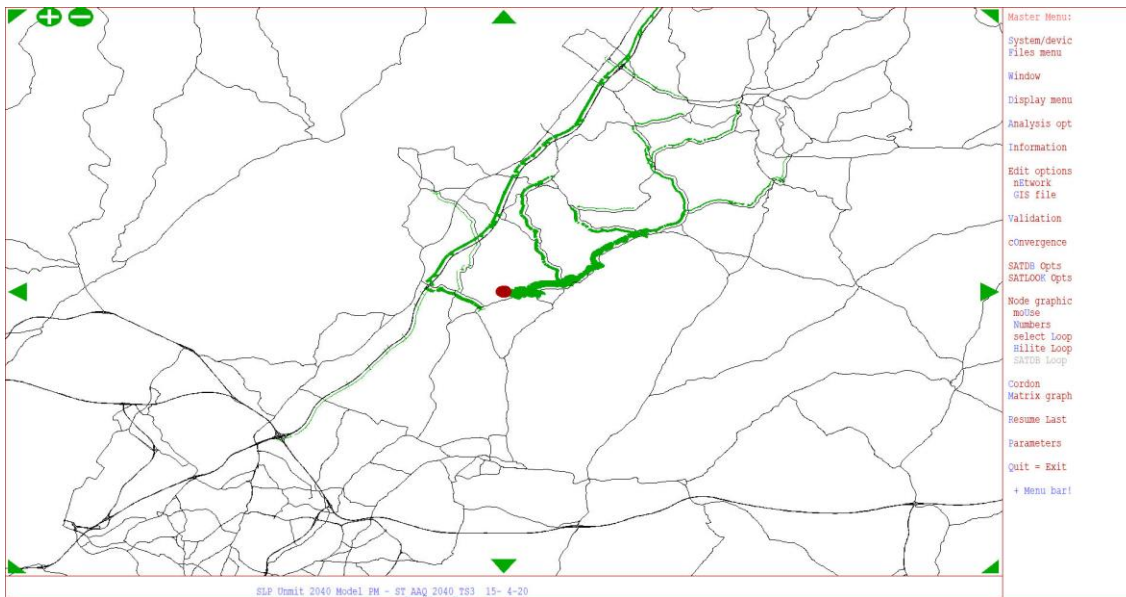 Master Menu:
System/devic
Files menu
Window
Display menu
Analysis opt
Information
Edit options
nEtwork
GIS file
Validation
cOnvergence
SATDB Opts
SATLOOK Opts
Node graphic
moUse
Numbers
select Loop
Hilite Loop
SATDB Loop
Cordon
Matrix graph
Resume Last
Parameters
Quit = Exit
+ Menu bar!
SLP Unmit 2040 Model PM - ST AAQ 2040 TS3 15- 4-20